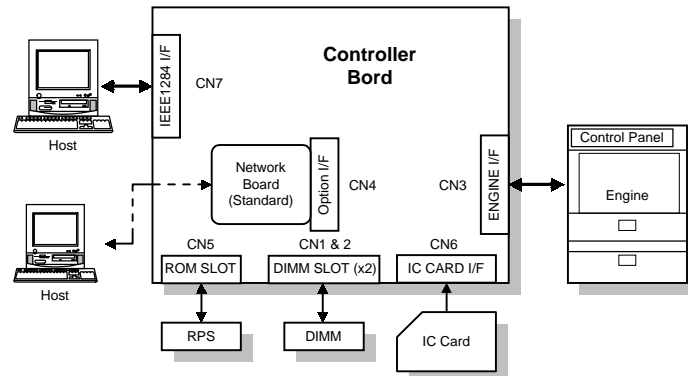 Controller
Bord
IEEE1284 I/F
CN7
Host
Network
Board
(Standard)
Option I/F
CN4
CN3
ENGINE I/F
Control Panel
Engine
Host
CN5
ROM SLOT
CN1 & 2
DIMM SLOT (x2)
CN6
IC CARD I/F
RPS
DIMM
IC Card